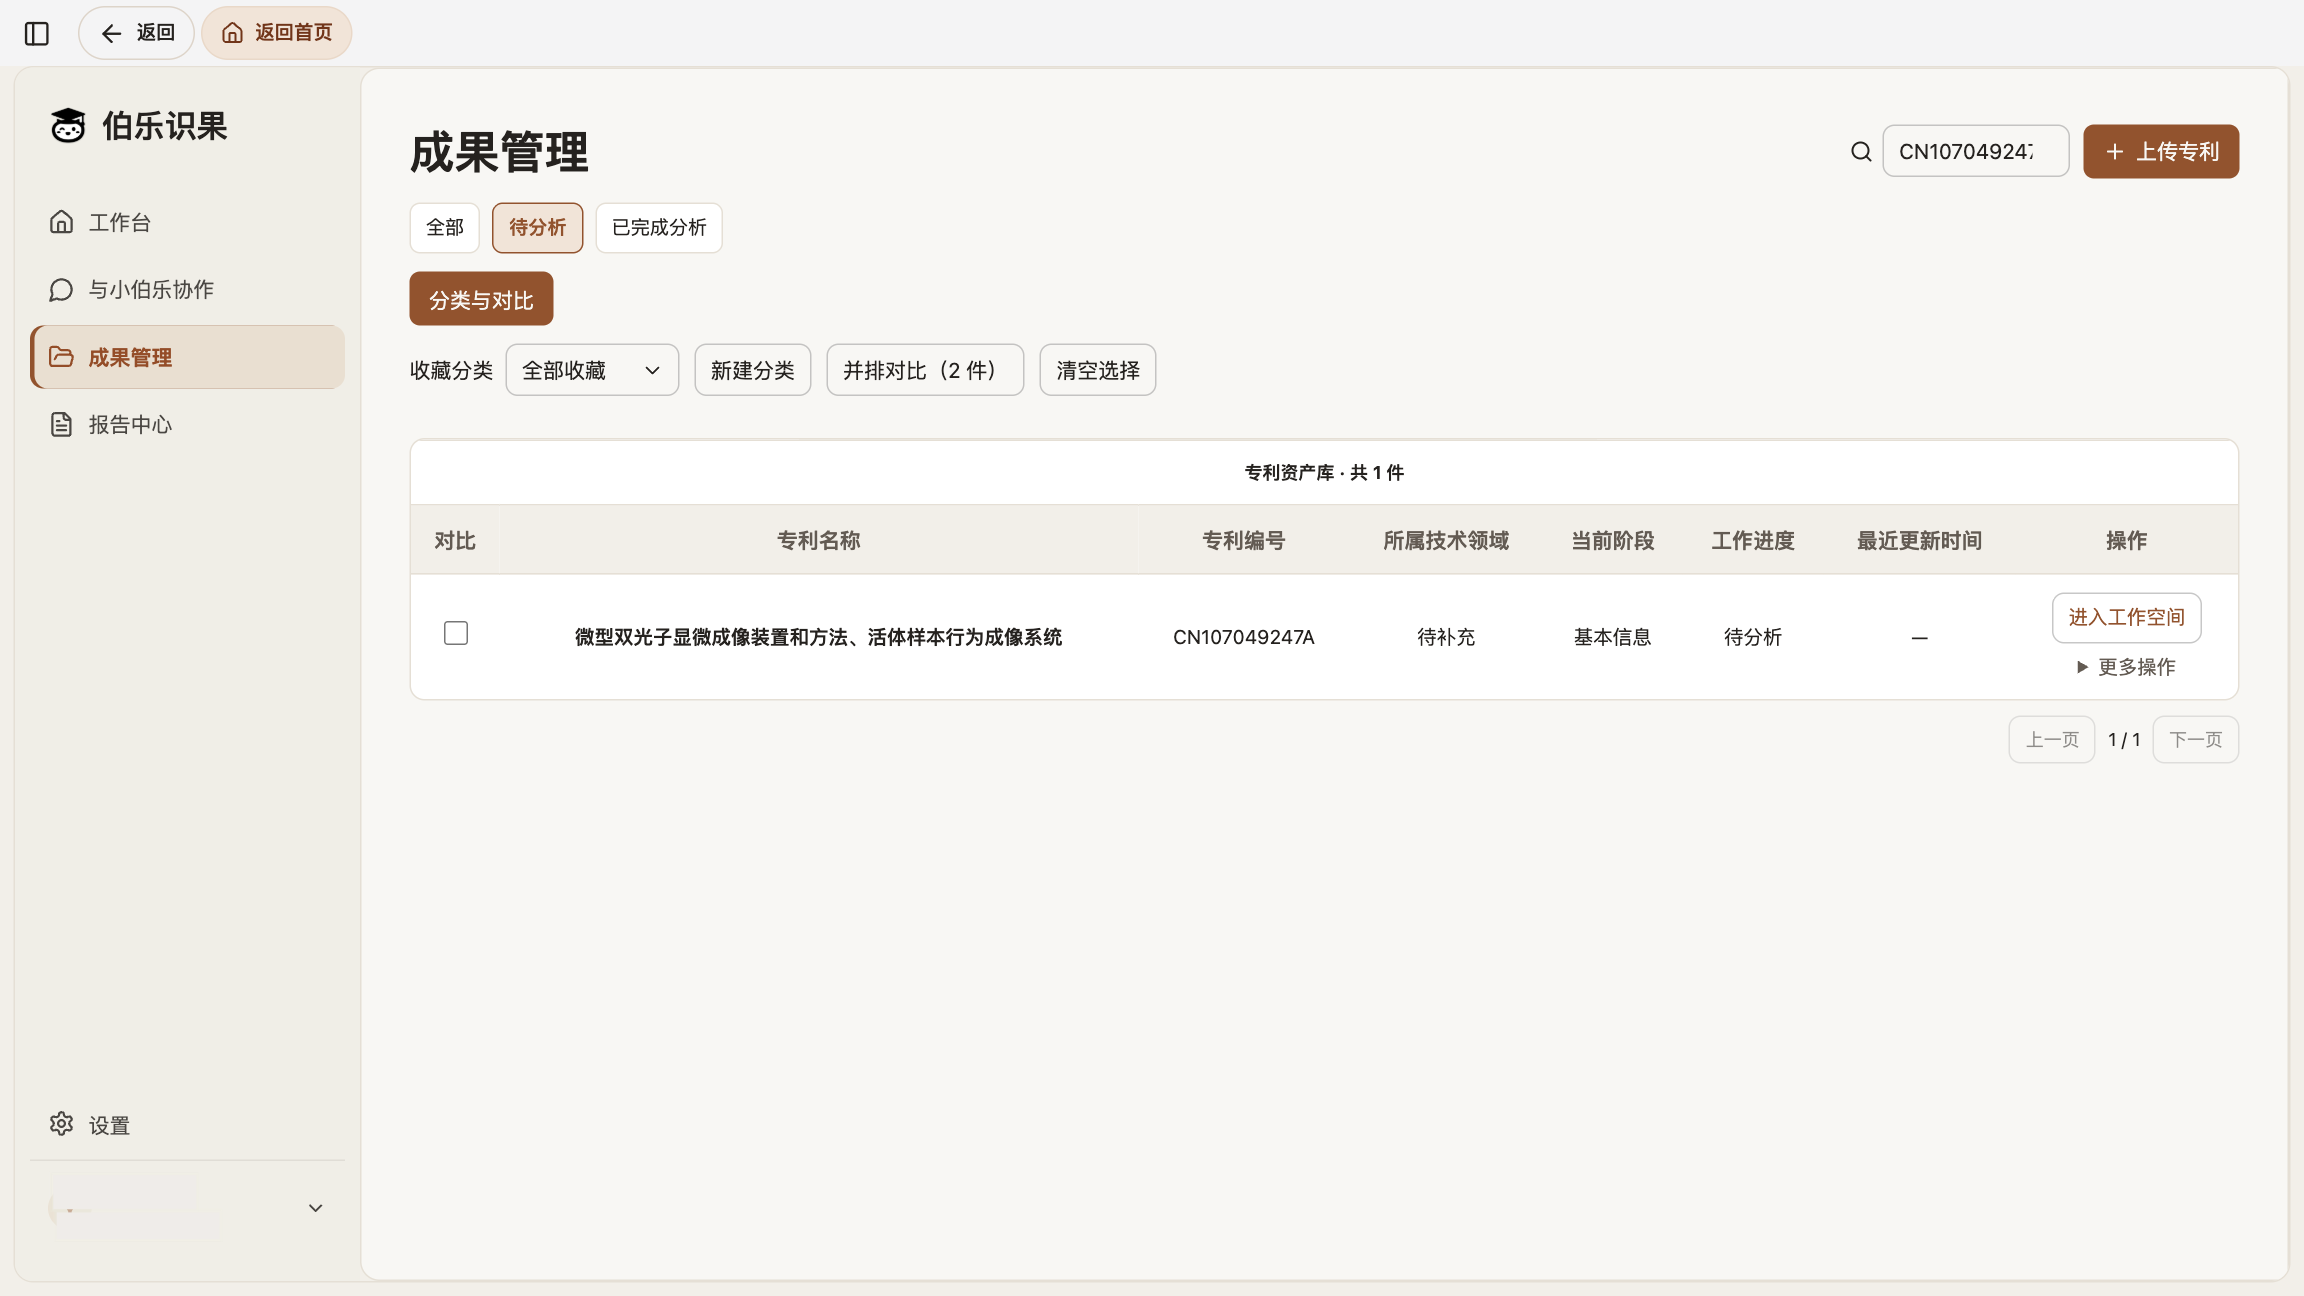 返回
返回首页
伯乐识果
工作台
与小伯乐协作
成果管理
报告中心
设置
成果管理
CN107049247
上传专利
全部
待分析
已完成分析
分类与对比
收藏分类
全部收藏
新建分类
并排对比（2 件）
清空选择
专利资产库 · 共 1 件
对比 专利名称 专利编号 所属技术领域 当前阶段 工作进度 最近更新时间 操作
微型双光子显微成像装置和方法、活体样本行为成像系统 CN107049247A 待补充 基本信息 待分析 — 进入工作空间
更多操作
上一页 1 / 1 下一页